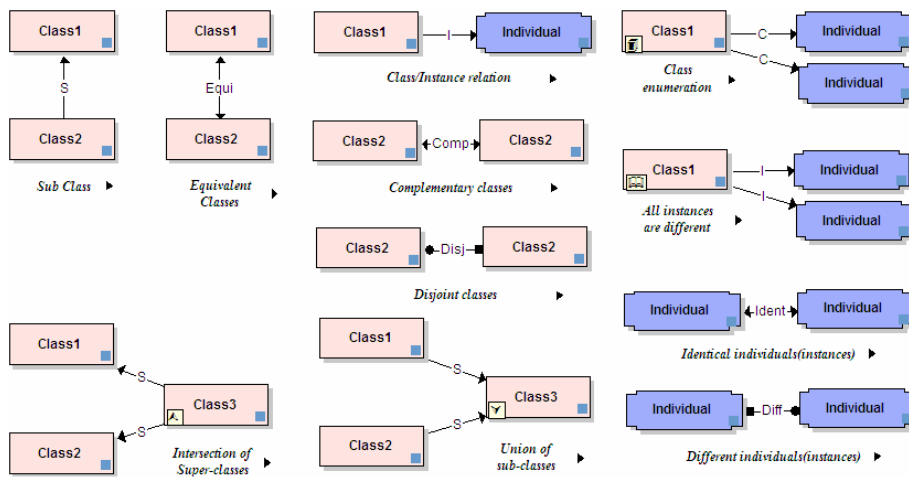 Class1
S
Class2
Sub Class
Class1
Equi
Class2
Equivalent
Classes
Class1
I
Individual
Class/Instance relation
Class2
Comp
Class2
Complementary classes
Class2
Disj
Class2
Disjoint classes
Class1
C
Individual
C
Individual
Class
enumeration
Class1
I
Individual
I
Individual
All instances
are different
Individual
Ident
Individual
Identical individuals(instances)
Individual
Diff
Individual
Different individuals(instances)
Class1
S
Class3
S
Class2
Intersection of
Super-classes
Class1
S
Class3
S
Class2
Union of
sub-classes